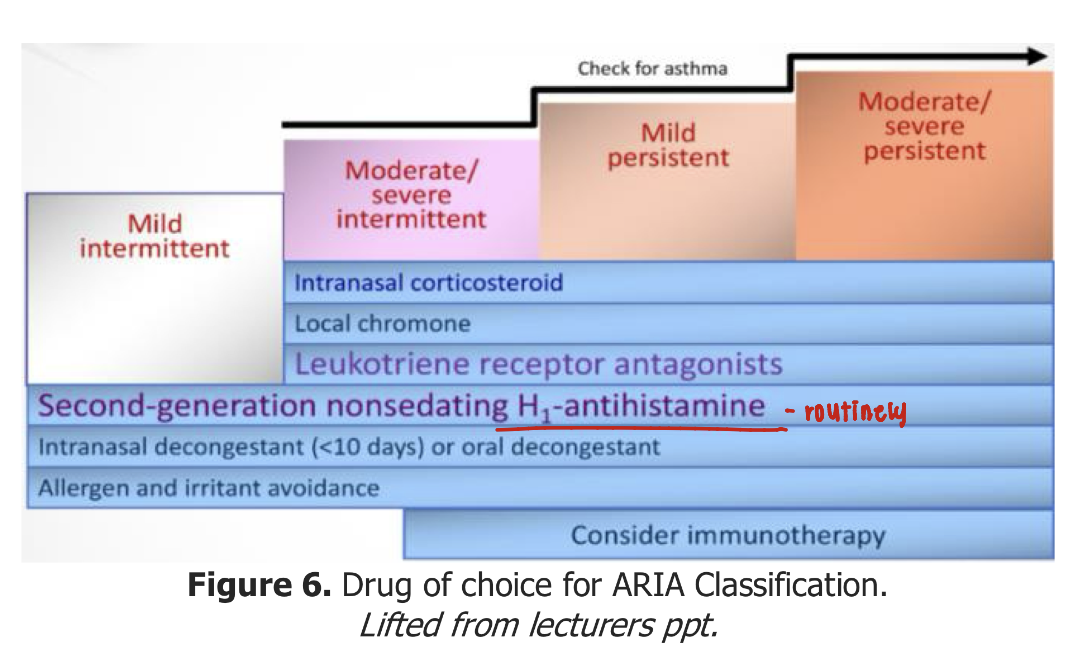 Check for asthma
Mild
intermittent
Moderate/
severe
intermittent
Mild
persistent
Moderate/
severe
persistent
Intranasal corticosteroid
Local chromone
Leukotriene receptor antagonists
Second-generation nonsedating H₁-antihistamine - routinely
Intranasal decongestant (<10 days) or oral decongestant
Allergen and irritant avoidance
Consider immunotherapy
Figure 6. Drug of choice for ARIA Classification.
Lifted from lecturers ppt.